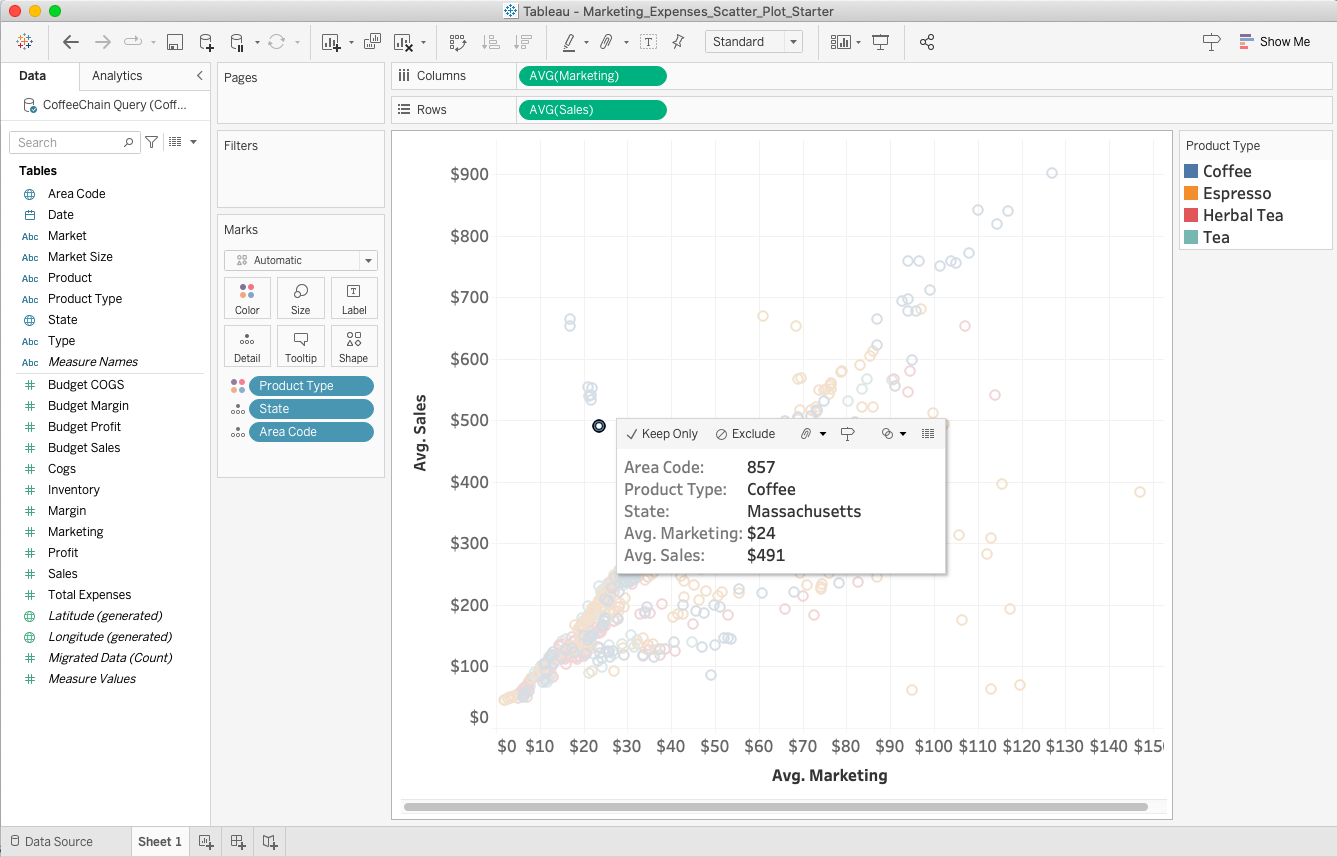 Tableau - Marketing_Expenses_Scatter_Plot_Starter
Standard
Show Me
Data
Analytics
CoffeeChain Query (Coff...
Search
Tables
Area Code
Date
Abc Market
Abc Market Size
Abc Product
Abc Product Type
State
Abc Type
Abc Measure Names
Budget COGS
Budget Margin
Budget Profit
Budget Sales
Cogs
Inventory
Margin
Marketing
Profit
Sales
Total Expenses
Latitude (generated)
Longitude (generated)
Migrated Data (Count)
Measure Values
Pages
Filters
Marks
Automatic
Color
Size
Label
Detail
Tooltip
Shape
Product Type
State
Area Code
Columns
AVG(Marketing)
Rows
AVG(Sales)
$900
$800
$700
$600
$500
$400
$300
$200
$100
$0
Avg. Sales
$0 $10 $20 $30 $40 $50 $60 $70 $80 $90 $100 $110 $120 $130 $140
Avg. Marketing
Keep Only
Exclude
Area Code: 857
Product Type: Coffee
State: Massachusetts
Avg. Marketing: $24
Avg. Sales: $491
Product Type
Coffee
Espresso
Herbal Tea
Tea
Data Source
Sheet 1